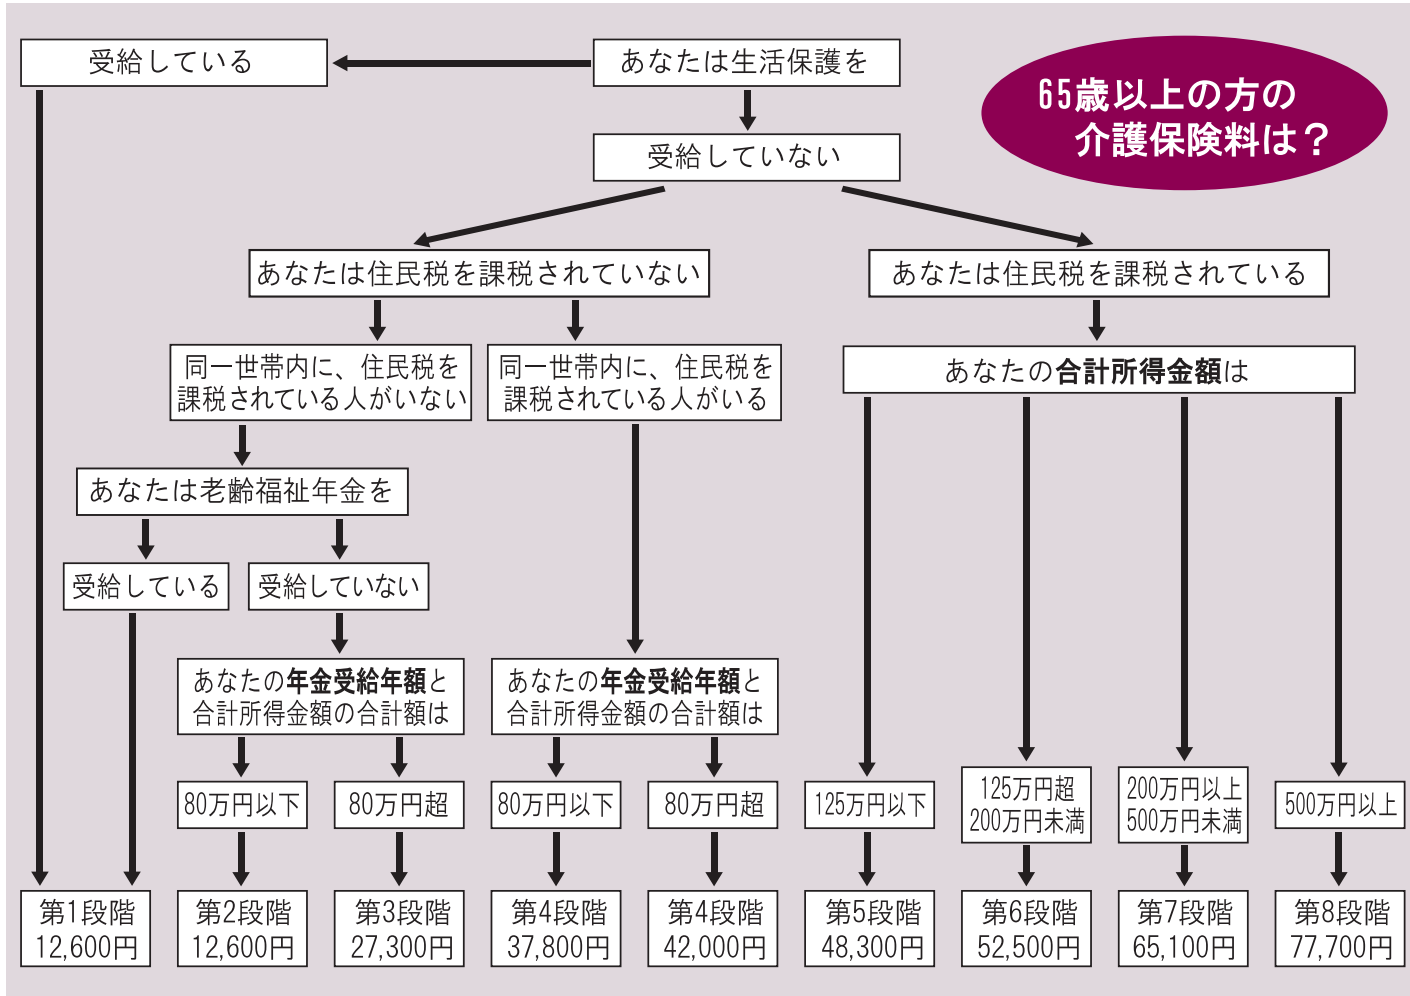 65歳以上の方の
介護保険料は？
あなたは生活保護を
受給している
受給していない
あなたは住民税を課税されていない
あなたは住民税を課税されている
同一世帯内に、住民税を
課税されている人がいない
同一世帯内に、住民税を
課税されている人がいる
あなたの合計所得金額は
あなたは老齢福祉年金を
受給している
受給していない
あなたの年金受給年額と
合計所得金額の合計額は
あなたの年金受給年額と
合計所得金額の合計額は
80万円以下
80万円超
80万円以下
80万円超
125万円以下
125万円超
200万円未満
200万円以上
500万円未満
500万円以上
第1段階
12,600円
第2段階
12,600円
第3段階
27,300円
第4段階
37,800円
第4段階
42,000円
第5段階
48,300円
第6段階
52,500円
第7段階
65,100円
第8段階
77,700円